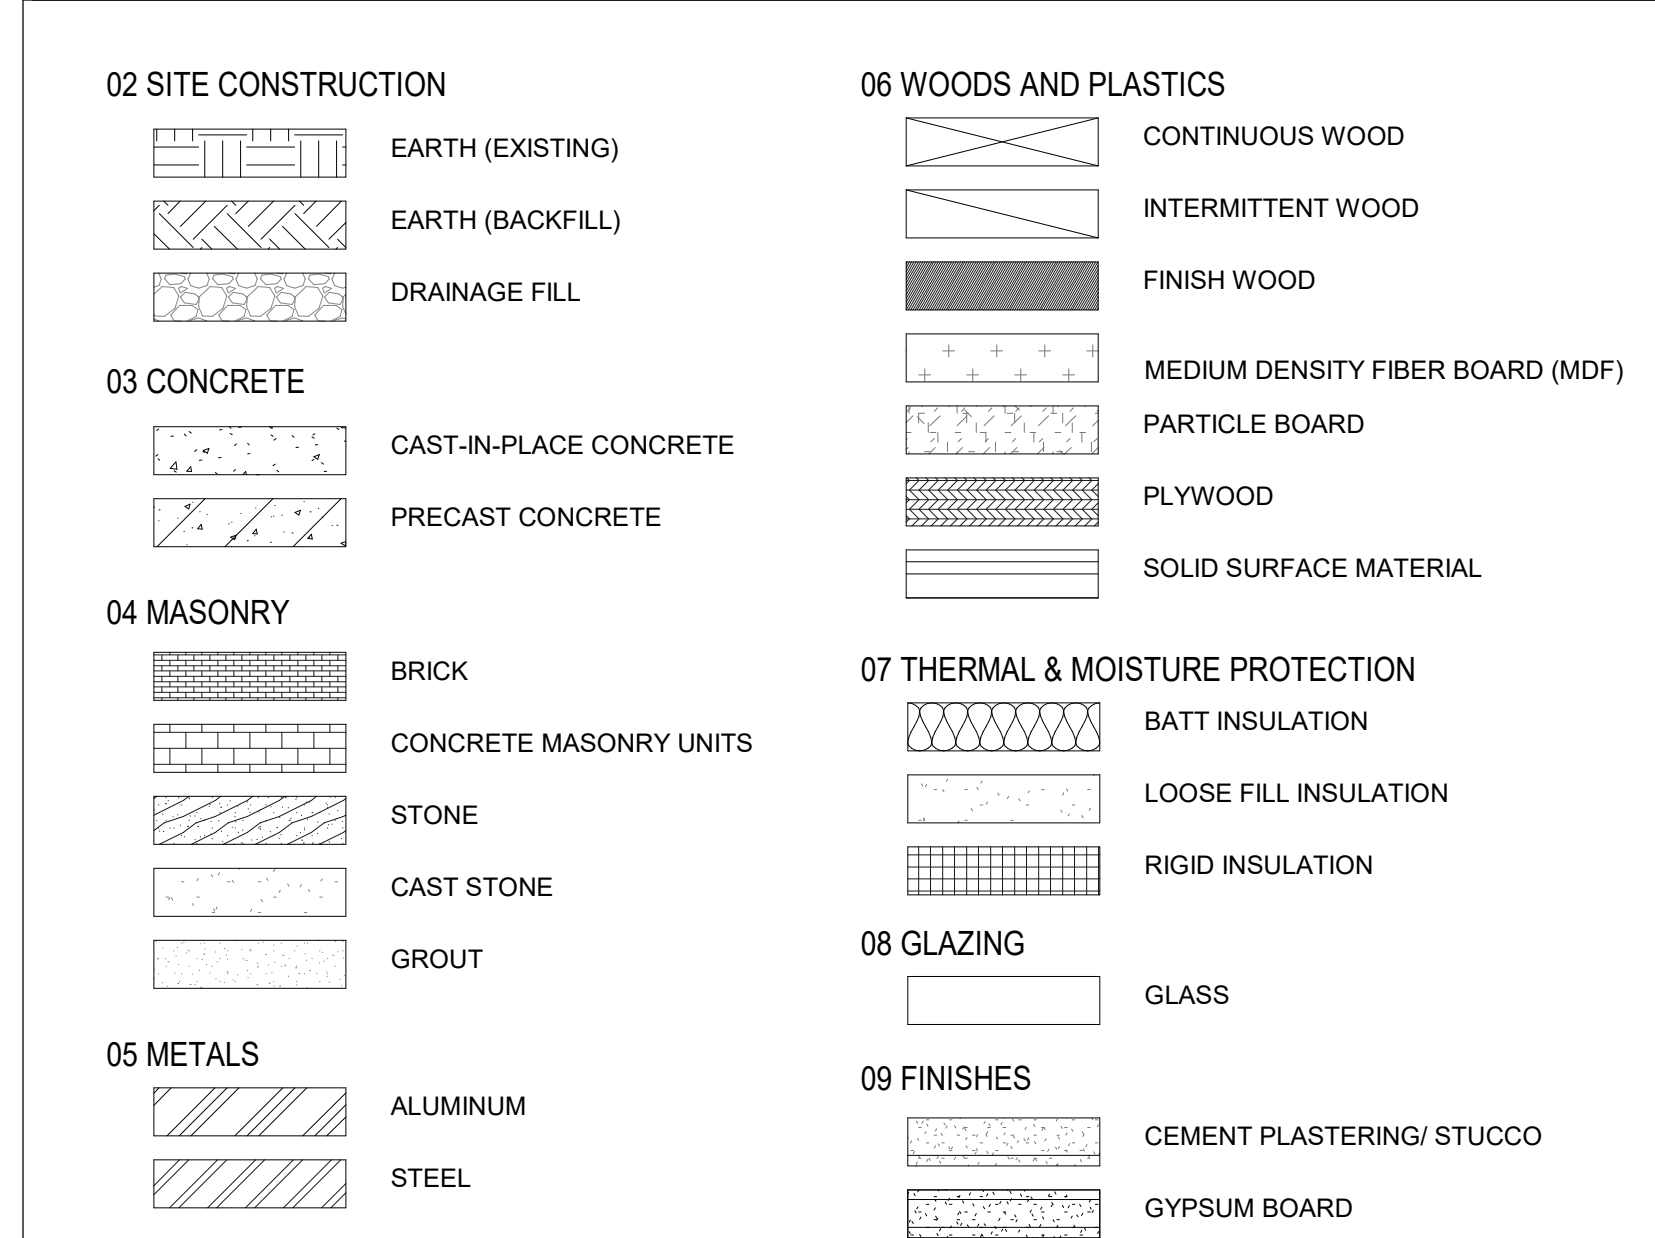 02 SITE CONSTRUCTION
EARTH (EXISTING)
EARTH (BACKFILL)
DRAINAGE FILL
03 CONCRETE
CAST-IN-PLACE CONCRETE
PRECAST CONCRETE
04 MASONRY
BRICK
CONCRETE MASONRY UNITS
STONE
CAST STONE
GROUT
05 METALS
ALUMINUM
STEEL
06 WOODS AND PLASTICS
CONTINUOUS WOOD
INTERMITTENT WOOD
FINISH WOOD
MEDIUM DENSITY FIBER BOARD (MDF)
PARTICLE BOARD
PLYWOOD
SOLID SURFACE MATERIAL
07 THERMAL & MOISTURE PROTECTION
BATT INSULATION
LOOSE FILL INSULATION
RIGID INSULATION
08 GLAZING
GLASS
09 FINISHES
CEMENT PLASTERING/ STUCCO
GYPSUM BOARD